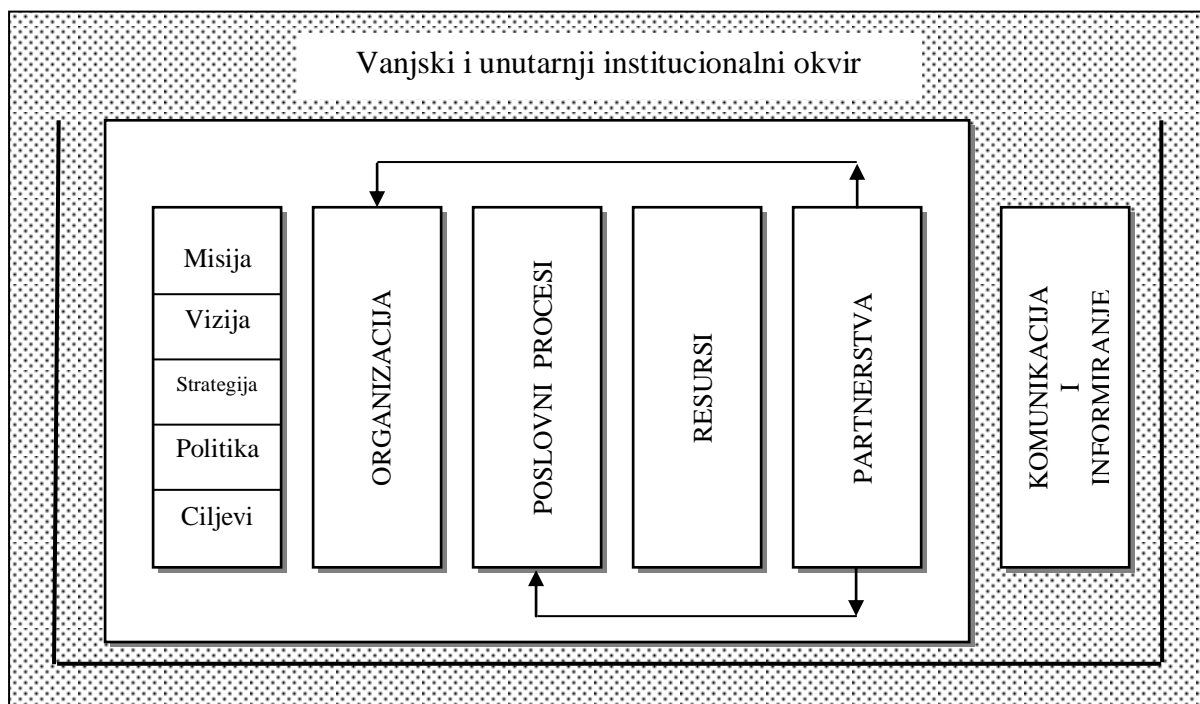 Vanjski i unutarnji institucionalni okvir
Misija
Vizija
Strategija
Politika
Ciljevi
ORGANIZACIJA
POSLOVNI PROCESI
RESURSI
PARTNERSTVA
KOMUNIKACIJA
I
INFORMIRANJE